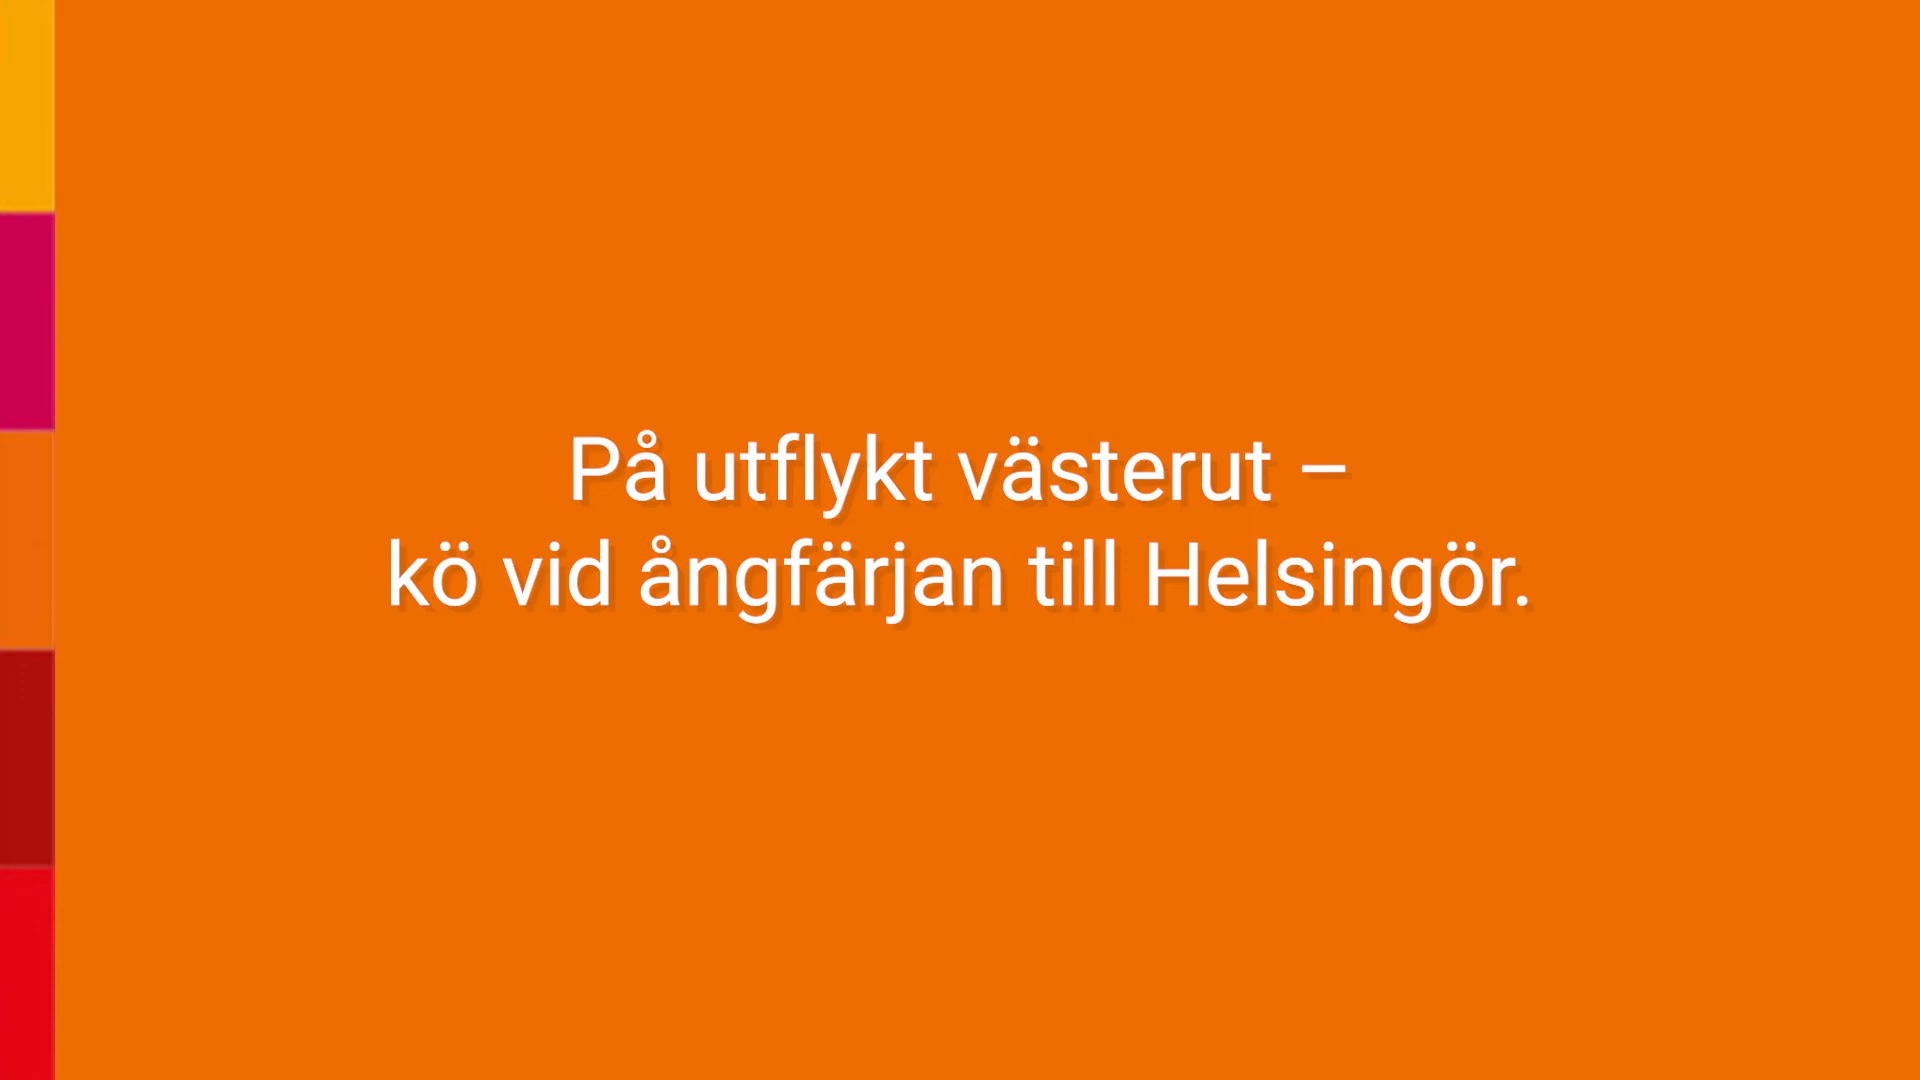 På utflykt västerut –
kö vid ångfärjan till Helsingör.